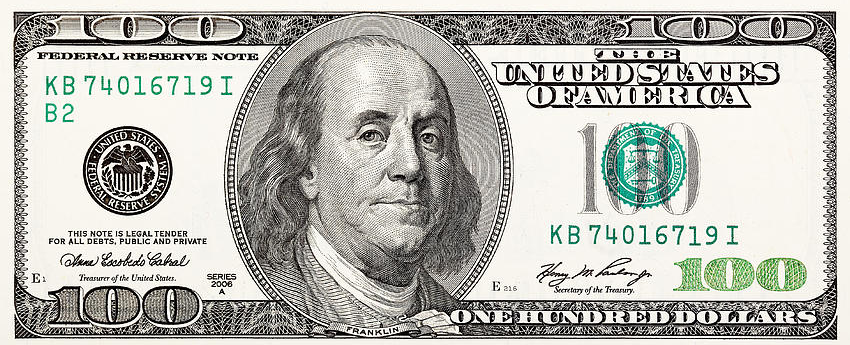 100 100
FEDERAL RESERVE NOTE
THE
UNITED STATES
OF AMERICA
KB 74016719 I
B2
UNITED STATES
FEDERAL RESERVE SYSTEM
100
THE DEPARTMENT OF THE TREASURY
1789
KB 74016719 I
THIS NOTE IS LEGAL TENDER
FOR ALL DEBTS, PUBLIC AND PRIVATE
Anna Escobedo Cabral
Treasurer of the United States.
SERIES
2006
A
E1
E 216
Henry M. Paulson Jr.
Secretary of the Treasury.
100
100
FRANKLIN
ONE HUNDRED DOLLARS